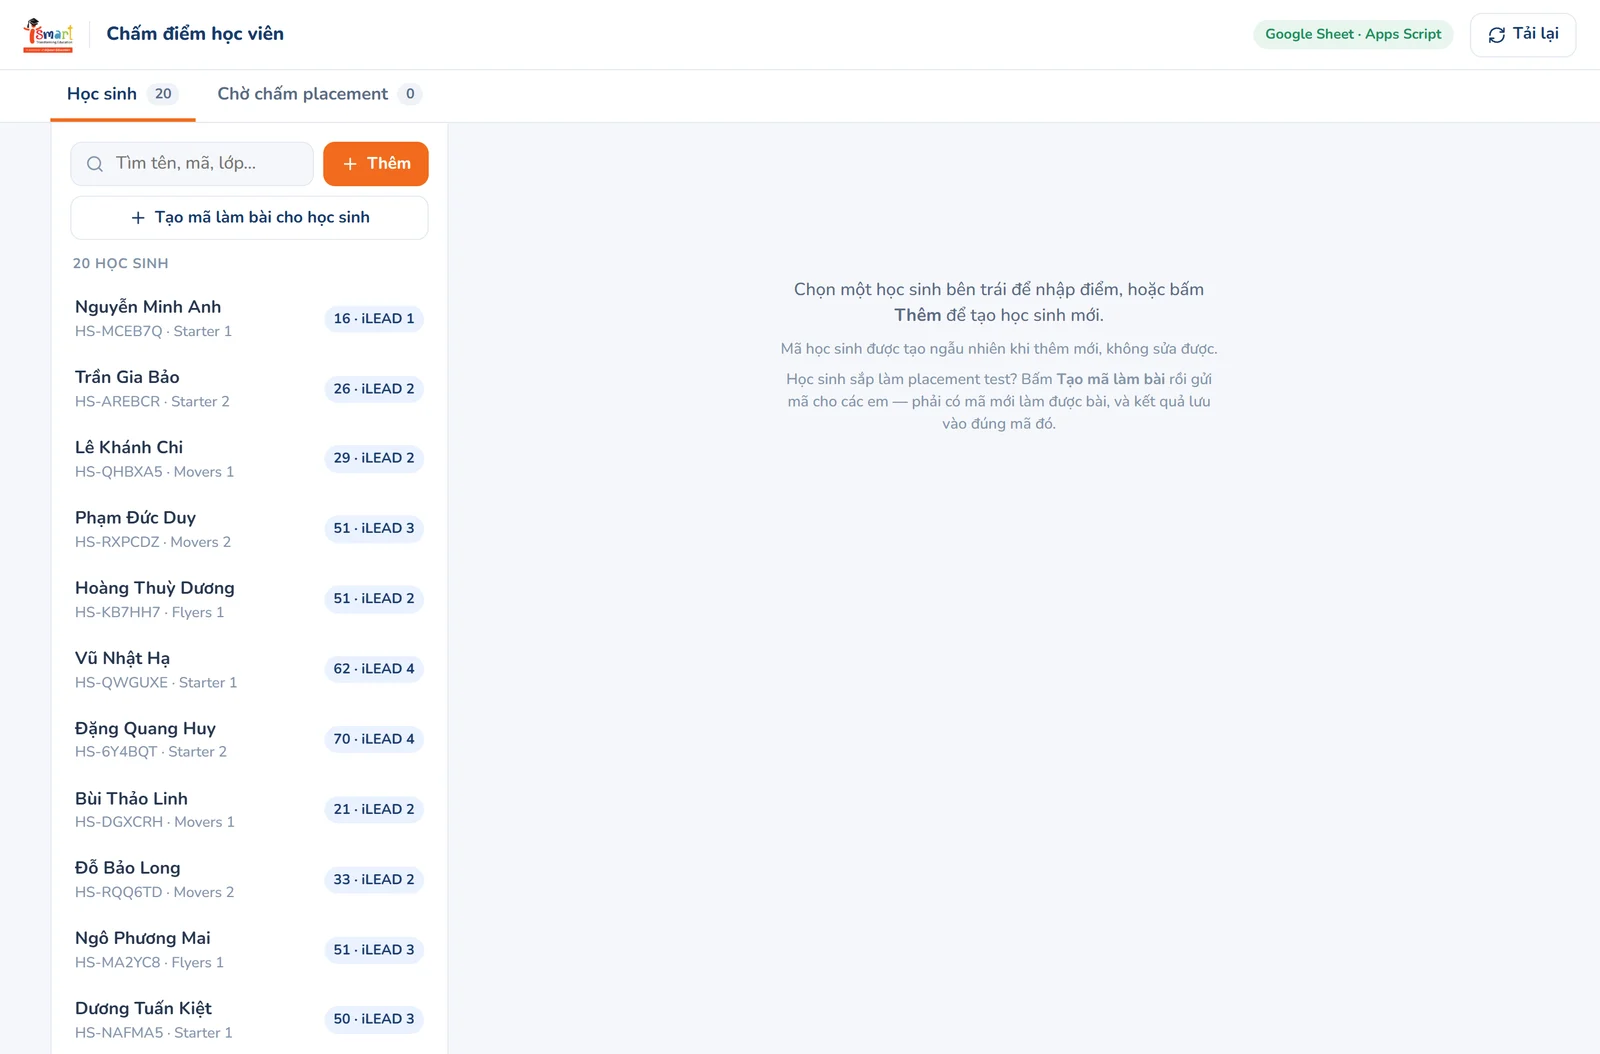 iSmart
Chấm điểm học viên
Google Sheet · Apps Script
Tải lại
Học sinh 20
Chờ chấm placement 0
Tìm tên, mã, lớp...
+ Thêm
+ Tạo mã làm bài cho học sinh
20 HỌC SINH
Nguyễn Minh Anh
HS-MCEB7Q · Starter 1
16 · iLEAD 1
Trần Gia Bảo
HS-AREBCR · Starter 2
26 · iLEAD 2
Lê Khánh Chi
HS-QHBXA5 · Movers 1
29 · iLEAD 2
Phạm Đức Duy
HS-RXPCDZ · Movers 2
51 · iLEAD 3
Hoàng Thuỳ Dương
HS-KB7HH7 · Flyers 1
51 · iLEAD 2
Vũ Nhật Hạ
HS-QWGUXE · Starter 1
62 · iLEAD 4
Đặng Quang Huy
HS-6Y4BQT · Starter 2
70 · iLEAD 4
Bùi Thảo Linh
HS-DGXCRH · Movers 1
21 · iLEAD 2
Đỗ Bảo Long
HS-RQQ6TD · Movers 2
33 · iLEAD 2
Ngô Phương Mai
HS-MA2YC8 · Flyers 1
51 · iLEAD 3
Dương Tuấn Kiệt
HS-NAFMA5 · Starter 1
50 · iLEAD 3
Chọn một học sinh bên trái để nhập điểm, hoặc bấm
Thêm để tạo học sinh mới.
Mã học sinh được tạo ngẫu nhiên khi thêm mới, không sửa được.
Học sinh sắp làm placement test? Bấm Tạo mã làm bài rồi gửi
mã cho các em — phải có mã mới làm được bài, và kết quả lưu
vào đúng mã đó.